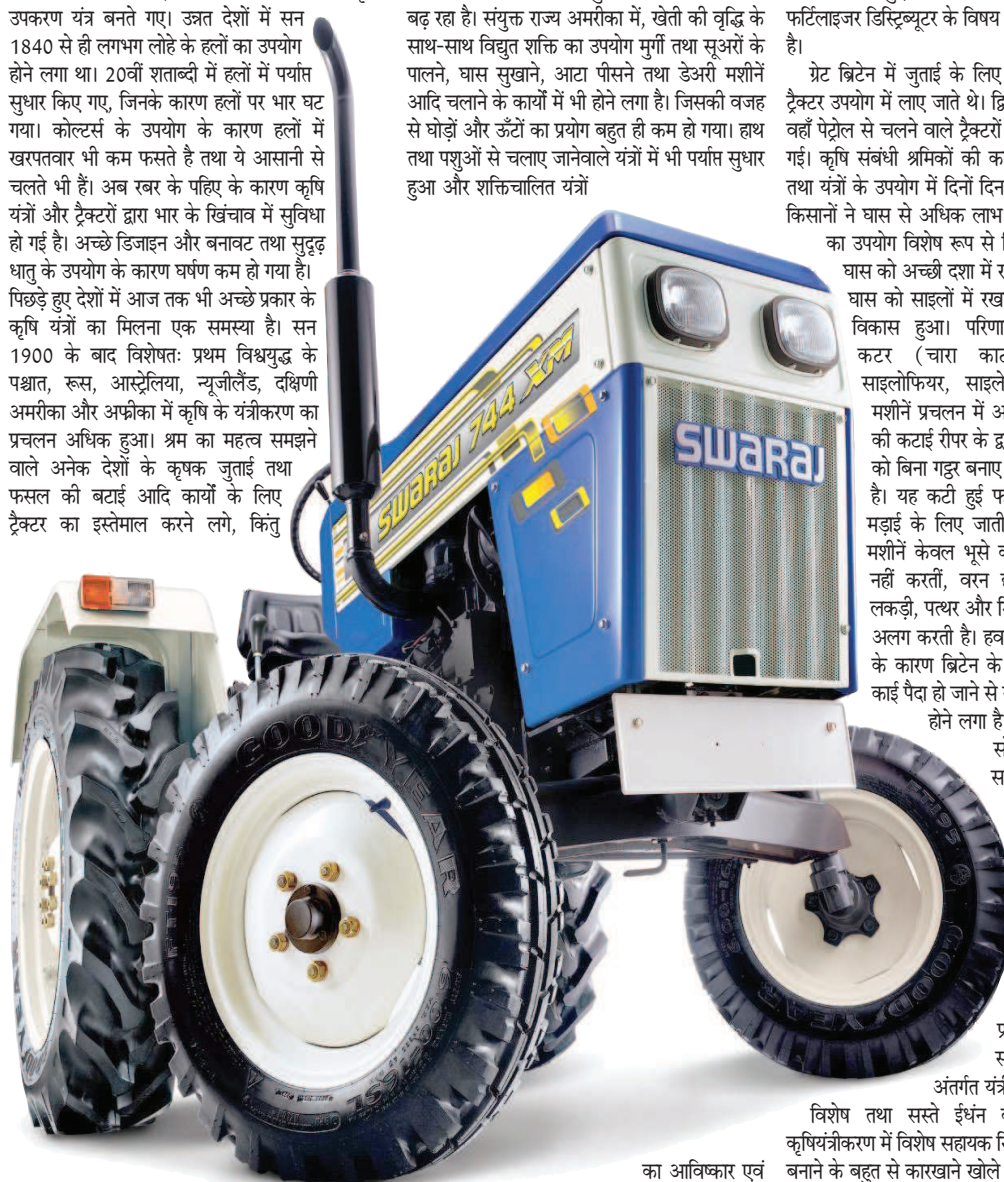 उपकरण यंत्र बनते गए। उन्नत देशों में सन
1840 से ही लगभग लोहे के हलों का उपयोग
होने लगा था। 20वीं शताब्दी में हलों में पर्याप्त
सुधार किए गए, जिनके कारण हलों पर भार घट
गया। कोल्टर्स के उपयोग के कारण हलों में
खरपतवार भी कम फसते है तथा ये आसानी से
चलते भी हैं। अब रबर के पहिए के कारण कृषि
यंत्रों और ट्रैक्टरों द्वारा भार के खिंचाव में सुविधा
हो गई है। अच्छे डिजाइन और बनावट तथा सुदृढ़
धातु के उपयोग के कारण घर्षण कम हो गया है।
पिछड़े हुए देशों में आज तक भी अच्छे प्रकार के
कृषि यंत्रों का मिलना एक समस्या है। सन
1900 के बाद विशेषतः प्रथम विश्वयुद्ध के
पश्चात, रूस, आस्ट्रेलिया, न्यूजीलैंड, दक्षिणी
अमरीका और अफ्रीका में कृषि के यंत्रीकरण का
प्रचलन अधिक हुआ। श्रम का महत्व समझने
वाले अनेक देशों के कृषक जुताई तथा
फसल की बटाई आदि कार्यों के लिए
ट्रैक्टर का इस्तेमाल करने लगे, किंतु
बढ़ रहा है। संयुक्त राज्य अमरीका में, खेती की वृद्धि के
साथ-साथ विद्युत शक्ति का उपयोग मुर्गी तथा सूअरों के
पालने, घास सुखाने, आटा पीसने तथा डेअरी मशीनें
आदि चलाने के कार्यों में भी होने लगा है। जिसकी वजह
से घोड़ों और ऊँटों का प्रयोग बहुत ही कम हो गया। हाथ
तथा पशुओं से चलाए जानेवाले यंत्रों में भी पर्याप्त सुधार
हुआ और शक्तिचालित यंत्रों
का आविष्कार एवं
फर्टिलाइजर डिस्ट्रिब्यूटर के विषय
है।
ग्रेट ब्रिटेन में जुताई के लिए
ट्रैक्टर उपयोग में लाए जाते थे।
वहाँ पेट्रोल से चलने वाले ट्रैक्टरों
गई। कृषि संबंधी श्रमिकों की
तथा यंत्रों के उपयोग में दिनों
किसानों ने घास से अधिक लाभ
का उपयोग विशेष रूप से
घास को अच्छी दशा में
घास को साइलों में रख
विकास हुआ।
कटर (चारा
साइलोफियर,
मशीनें प्रचलन में
की कटाई रीपर के
को बिना गट्ठर बनाए
है। यह कटी हुई
मड़ाई के लिए
मशीनें केवल भूसे
नहीं करतीं, वरन
लकड़ी, पत्थर और
अलग करती है।
के कारण ब्रिटेन के
काई पैदा हो जाने से
होने लगा है
अंतर्गत
विशेष तथा सस्ते ईधंन
कृषियंत्रीकरण में विशेष सहायक
बनाने के बहुत से कारखाने खोले
SWARAJ 744 XM
SWARAJ
GOODYEAR
GOODYEAR